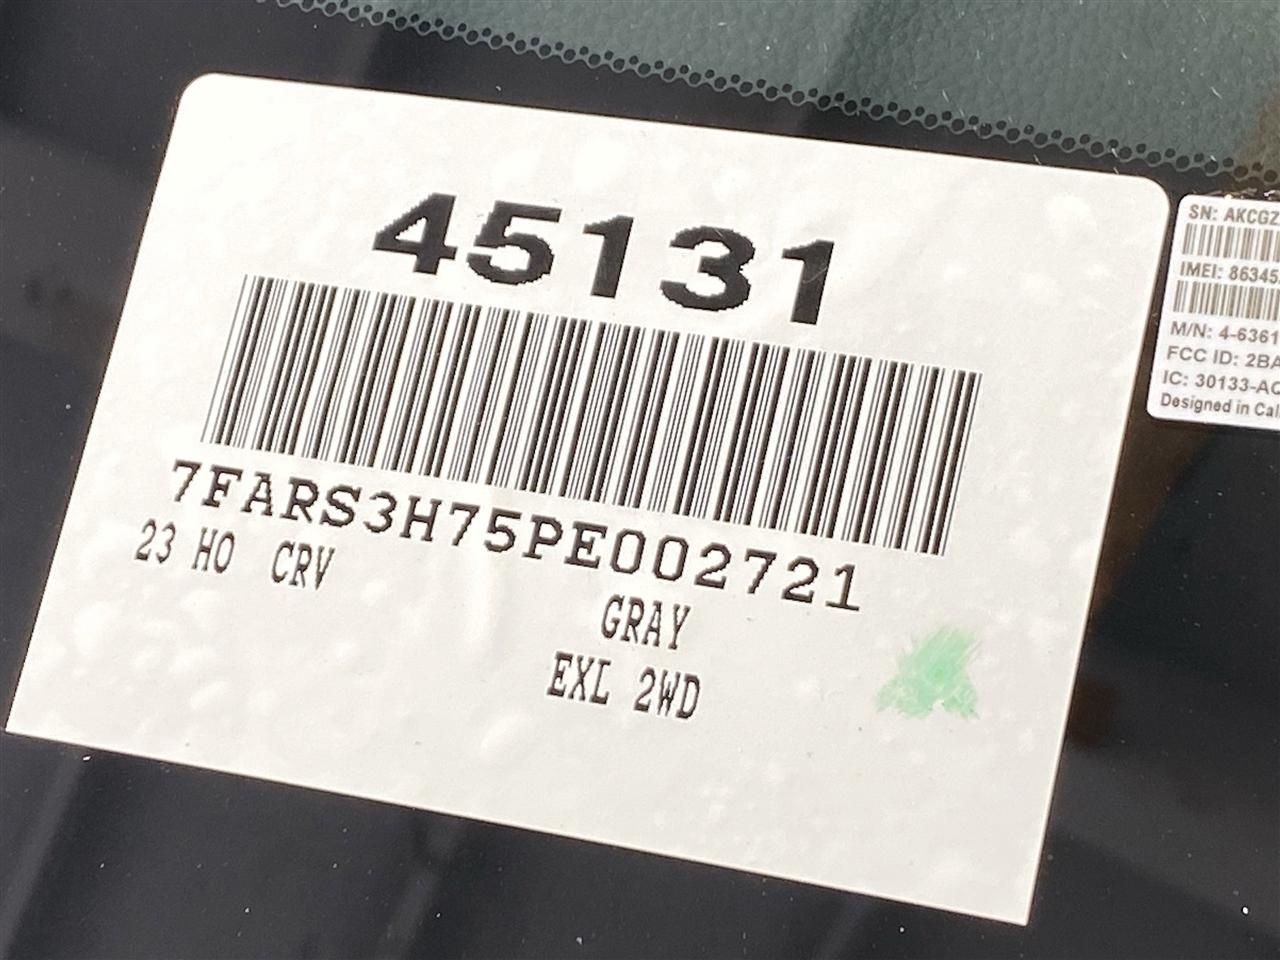 45131
7FARS3H75PE002721
23 HO CRV
GRAY
EXL 2WD
SN: AKCGZ
IMEI: 86345
M/N: 4-6361
FCC ID: 2BA
IC: 30133-AC
Designed in Cali